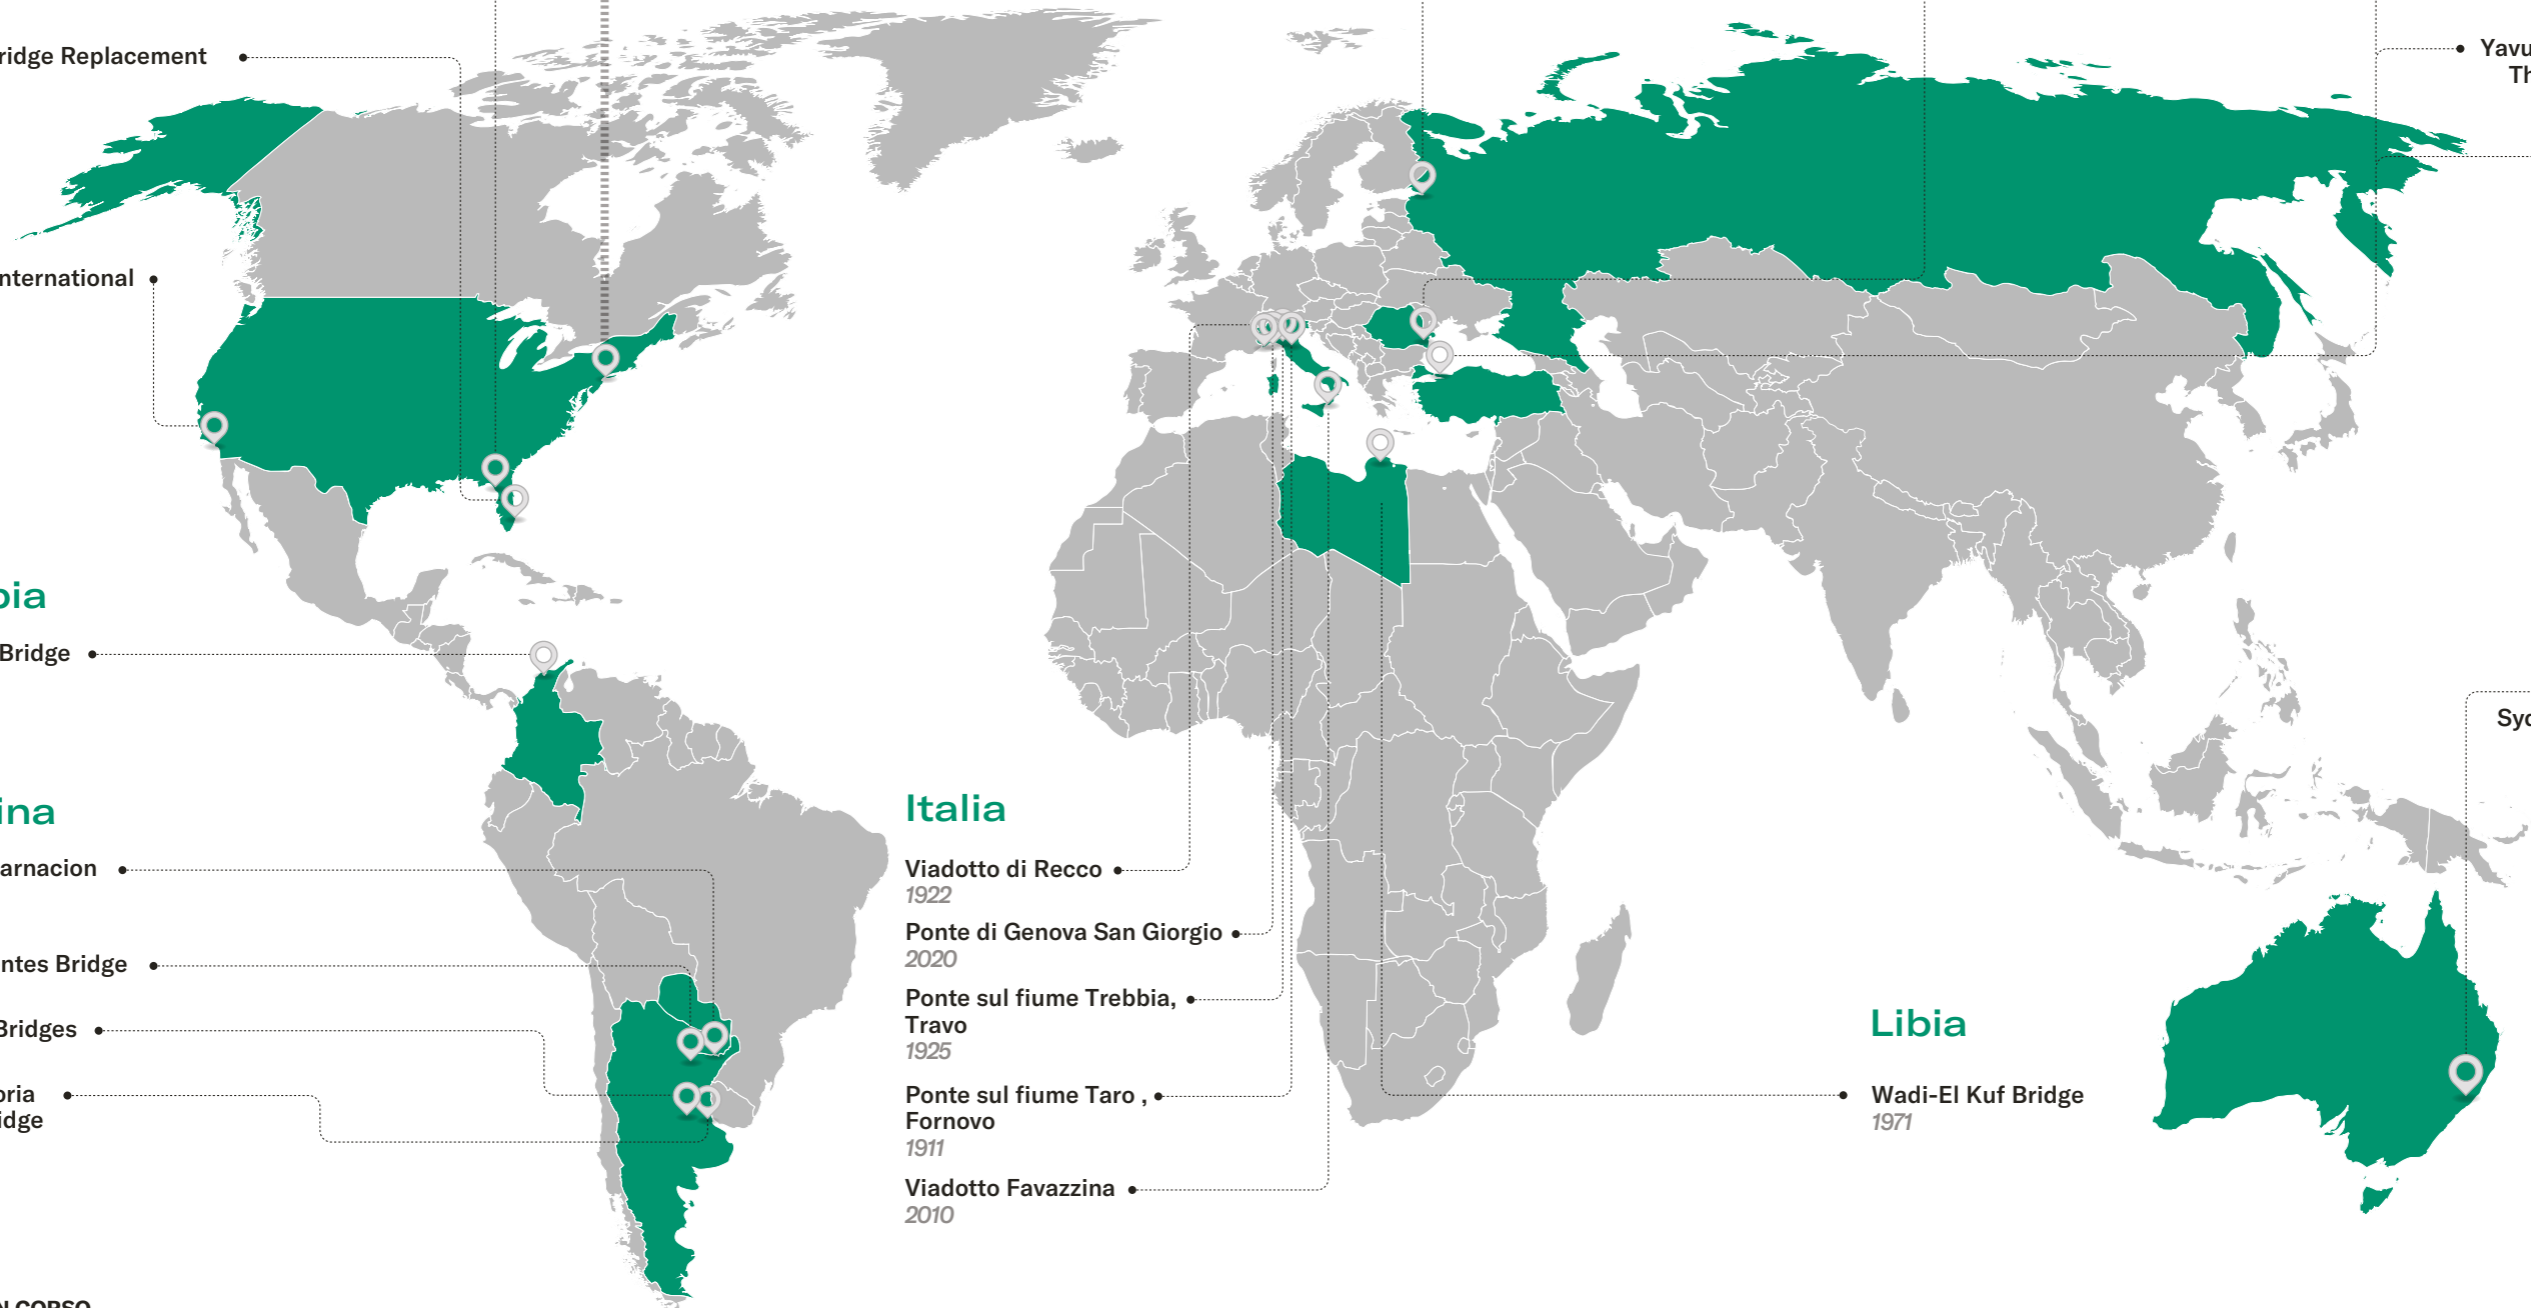 ridge Replacement
Yavu
Th
nternational
bia
Bridge
ina
arnacion
ntes Bridge
Bridges
oria
idge
Italia
Viadotto di Recco
1922
Ponte di Genova San Giorgio
2020
Ponte sul fiume Trebbia,
Travo
1925
Ponte sul fiume Taro ,
Fornovo
1911
Viadotto Favazzina
2010
Libia
Wadi-El Kuf Bridge
1971
Syd
N CORSO